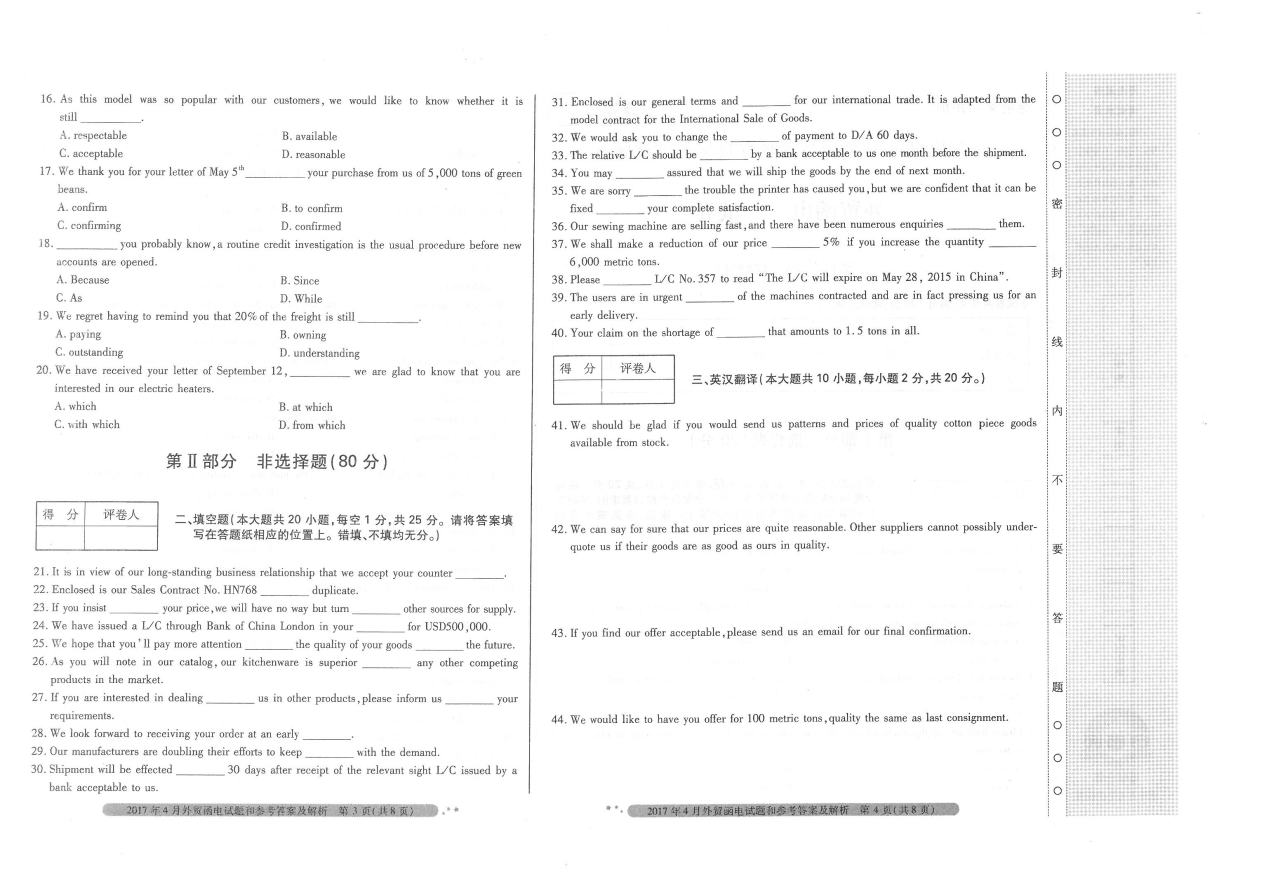 16. As this model was so popular with our customers, we would like to know whether it is
still __________.
A. respectable B. available
C. acceptable D. reasonable
17. We thank you for your letter of May 5th __________ your purchase from us of 5,000 tons of green
beans.
A. confirm B. to confirm
C. confirming D. confirmed
18. __________ you probably know, a routine credit investigation is the usual procedure before new
accounts are opened.
A. Because B. Since
C. As D. While
19. We regret having to remind you that 20% of the freight is still __________.
A. paying B. owning
C. outstanding D. understanding
20. We have received your letter of September 12, __________ we are glad to know that you are
interested in our electric heaters.
A. which B. at which
C. with which D. from which
第Ⅱ部分 非选择题(80分)
得 分 评卷人
二、填空题(本大题共20小题,每空1分,共25分。请将答案填
写在答题纸相应的位置上。错填、不填均无分。)
21. It is in view of our long-standing business relationship that we accept your counter ________.
22. Enclosed is our Sales Contract No. HN768 ________ duplicate.
23. If you insist ________ your price, we will have no way but turn ________ other sources for supply.
24. We have issued a L/C through Bank of China London in your ________ for USD500,000.
25. We hope that you'll pay more attention ________ the quality of your goods ________ the future.
26. As you will note in our catalog, our kitchenware is superior ________ any other competing
products in the market.
27. If you are interested in dealing ________ us in other products, please inform us ________ your
requirements.
28. We look forward to receiving your order at an early ________.
29. Our manufacturers are doubling their efforts to keep ________ with the demand.
30. Shipment will be effected ________ 30 days after receipt of the relevant sight L/C issued by a
bank acceptable to us.
2017年4月外贸函电试题和参考答案及解析 第3页(共8页)
31. Enclosed is our general terms and ________ for our international trade. It is adapted from the
model contract for the International Sale of Goods.
32. We would ask you to change the ________ of payment to D/A 60 days.
33. The relative L/C should be ________ by a bank acceptable to us one month before the shipment.
34. You may ________ assured that we will ship the goods by the end of next month.
35. We are sorry ________ the trouble the printer has caused you, but we are confident that it can be
fixed ________ your complete satisfaction.
36. Our sewing machine are selling fast, and there have been numerous enquiries ________ them.
37. We shall make a reduction of our price ________ 5% if you increase the quantity ________
6,000 metric tons.
38. Please ________ L/C No. 357 to read "The L/C will expire on May 28, 2015 in China".
39. The users are in urgent ________ of the machines contracted and are in fact pressing us for an
early delivery.
40. Your claim on the shortage of ________ that amounts to 1.5 tons in all.
得 分 评卷人
三、英汉翻译(本大题共10小题,每小题2分,共20分。)
41. We should be glad if you would send us patterns and prices of quality cotton piece goods
available from stock.
42. We can say for sure that our prices are quite reasonable. Other suppliers cannot possibly under-
quote us if their goods are as good as ours in quality.
43. If you find our offer acceptable, please send us an email for our final confirmation.
44. We would like to have you offer for 100 metric tons, quality the same as last consignment.
2017年4月外贸函电试题和参考答案及解析 第4页(共8页)
密
封
线
内
不
要
答
题